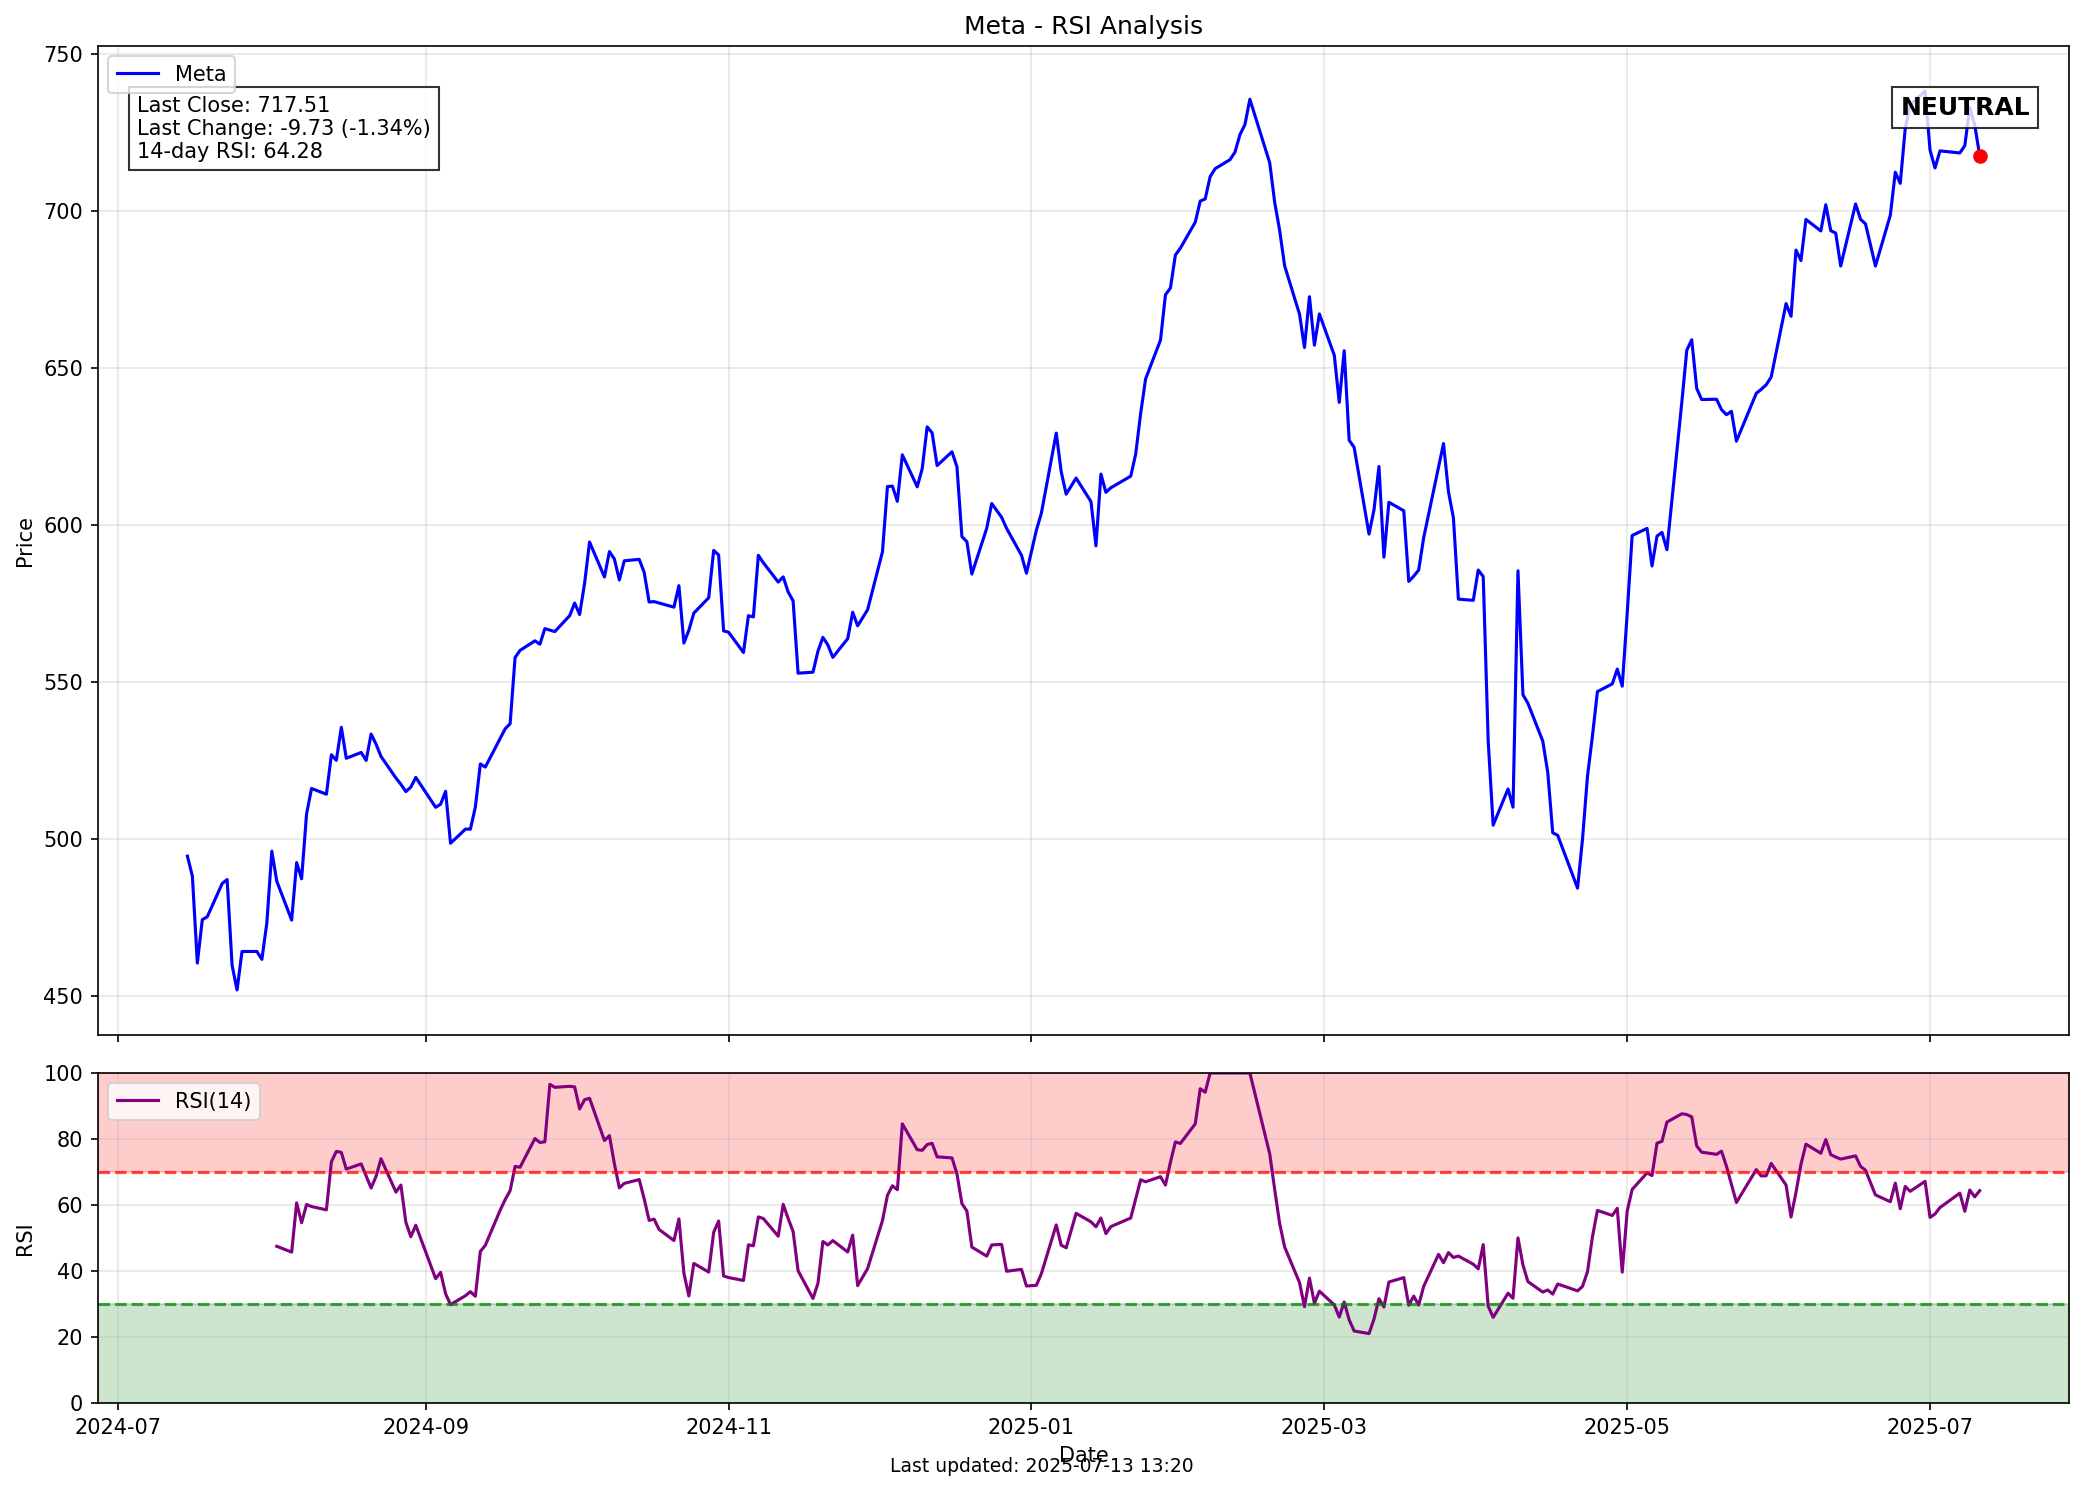 Meta - RSI Analysis
Meta
Last Close: 717.51
Last Change: -9.73 (-1.34%)
14-day RSI: 64.28
NEUTRAL
Price
750
700
650
600
550
500
450
RSI
RSI(14)
100
80
60
40
20
0
2024-07
2024-09
2024-11
2025-01
2025-03
2025-05
2025-07
Date
Last updated: 2025-07-13 13:20